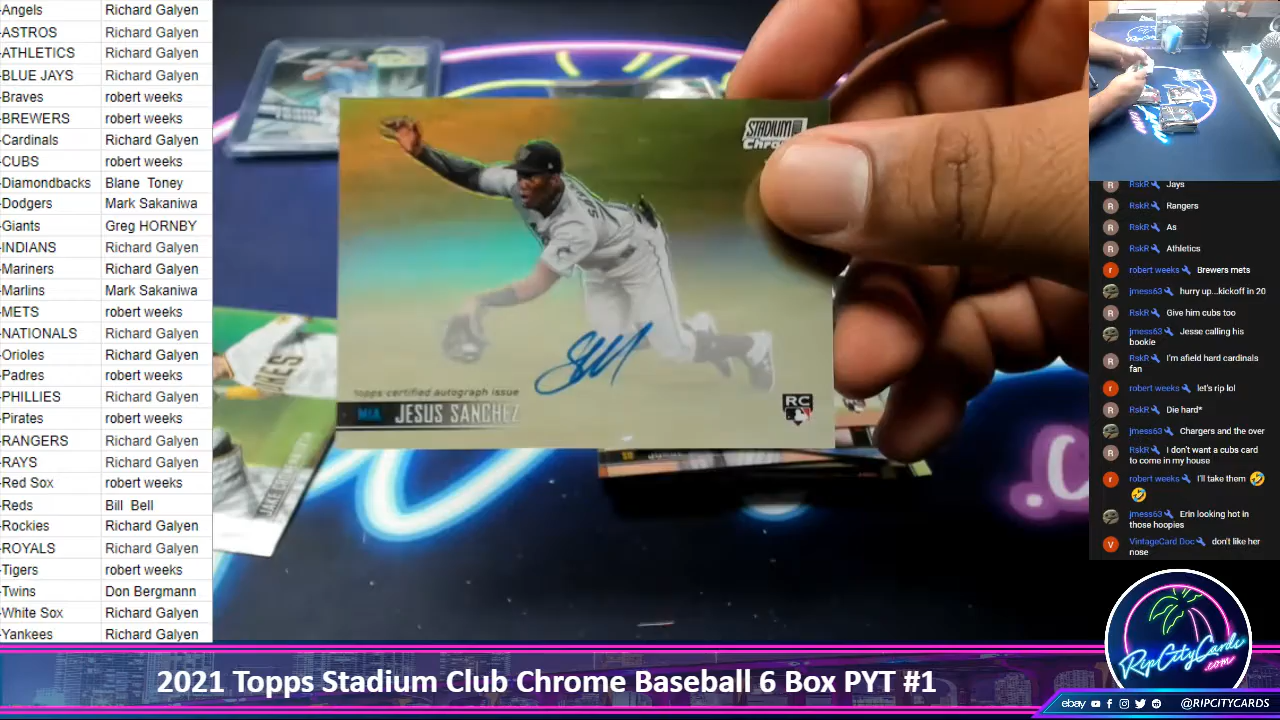 -Angels Richard Galyen
-ASTROS Richard Galyen
-ATHLETICS Richard Galyen
-BLUE JAYS Richard Galyen
-Braves robert weeks
-BREWERS robert weeks
-Cardinals Richard Galyen
-CUBS robert weeks
-Diamondbacks Blane Toney
-Dodgers Mark Sakaniwa
-Giants Greg HORNBY
-INDIANS Richard Galyen
-Mariners Richard Galyen
-Marlins Mark Sakaniwa
-METS robert weeks
-NATIONALS Richard Galyen
-Orioles Richard Galyen
-Padres robert weeks
-PHILLIES Richard Galyen
-Pirates robert weeks
-RANGERS Richard Galyen
-RAYS Richard Galyen
-Red Sox robert weeks
-Reds Bill Bell
-Rockies Richard Galyen
-ROYALS Richard Galyen
-Tigers robert weeks
-Twins Don Bergmann
-White Sox Richard Galyen
-Yankees Richard Galyen
STADIUM
Chro
topps certified autograph issue
MIA JESUS SANCHEZ
RC
R RskR Jays
R RskR Rangers
R RskR As
R RskR Athletics
r robert weeks Brewers mets
jmess63 hurry up...kickoff in 20
R RskR Give him cubs too
jmess63 Jesse calling his
bookie
R RskR I'm afield hard cardinals
fan
r robert weeks let's rip lol
R RskR Die hard*
jmess63 Chargers and the over
R RskR I don't want a cubs card
to come in my house
r robert weeks I'll take them 🤣
🤣
jmess63 Erin looking hot in
those hoopies
V VintageCard Doc don't like her
nose
RipCityCards
.com
2021 Topps Stadium Club Chrome Baseball 6 Box PYT #1
ebay @RIPCITYCARDS